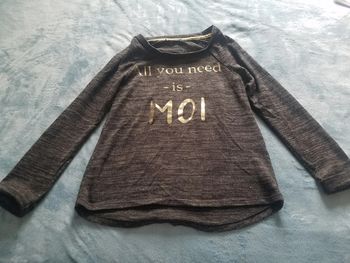 All you need
- is -
MOI